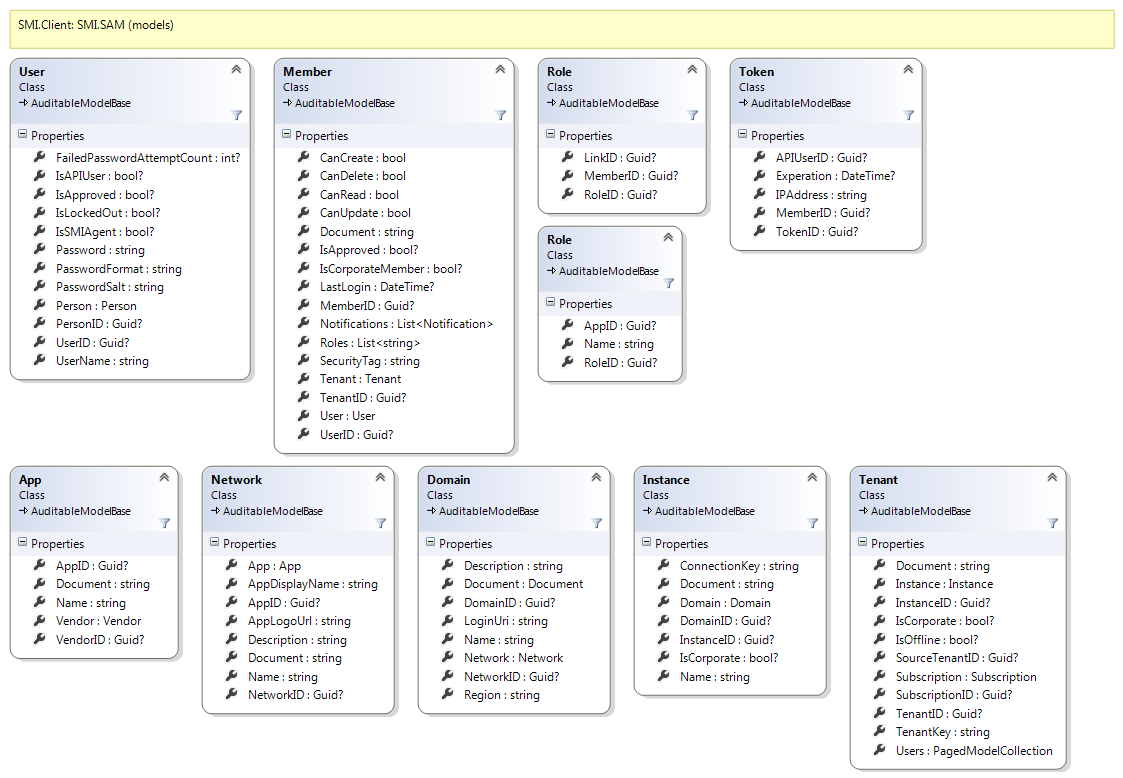 SMI.Client: SMI.SAM (models)
User
Class
AuditableModelBase
Properties
FailedPasswordAttemptCount : int?
IsAPIUser : bool?
IsApproved : bool?
IsLockedOut : bool?
IsSMIAgent : bool?
Password : string
PasswordFormat : string
PasswordSalt : string
Person : Person
PersonID : Guid?
UserID : Guid?
UserName : string
Member
Class
AuditableModelBase
Properties
CanCreate : bool
CanDelete : bool
CanRead : bool
CanUpdate : bool
Document : string
IsApproved : bool?
IsCorporateMember : bool?
LastLogin : DateTime?
MemberID : Guid?
Notifications : List<Notification>
Roles : List<string>
SecurityTag : string
Tenant : Tenant
TenantID : Guid?
User : User
UserID : Guid?
Role
Class
AuditableModelBase
Properties
LinkID : Guid?
MemberID : Guid?
RoleID : Guid?
Role
Class
AuditableModelBase
Properties
AppID : Guid?
Name : string
RoleID : Guid?
Token
Class
AuditableModelBase
Properties
APIUserID : Guid?
Experation : DateTime?
IPAddress : string
MemberID : Guid?
TokenID : Guid?
App
Class
AuditableModelBase
Properties
AppID : Guid?
Document : string
Name : string
Vendor : Vendor
VendorID : Guid?
Network
Class
AuditableModelBase
Properties
App : App
AppDisplayName : string
AppID : Guid?
AppLogoUrl : string
Description : string
Document : string
Name : string
NetworkID : Guid?
Domain
Class
AuditableModelBase
Properties
Description : string
Document : Document
DomainID : Guid?
LoginUri : string
Name : string
Network : Network
NetworkID : Guid?
Region : string
Instance
Class
AuditableModelBase
Properties
ConnectionKey : string
Document : string
Domain : Domain
DomainID : Guid?
InstanceID : Guid?
IsCorporate : bool?
Name : string
Tenant
Class
AuditableModelBase
Properties
Document : string
Instance : Instance
InstanceID : Guid?
IsCorporate : bool?
IsOffline : bool?
SourceTenantID : Guid?
Subscription : Subscription
SubscriptionID : Guid?
TenantID : Guid?
TenantKey : string
Users : PagedModelCollection